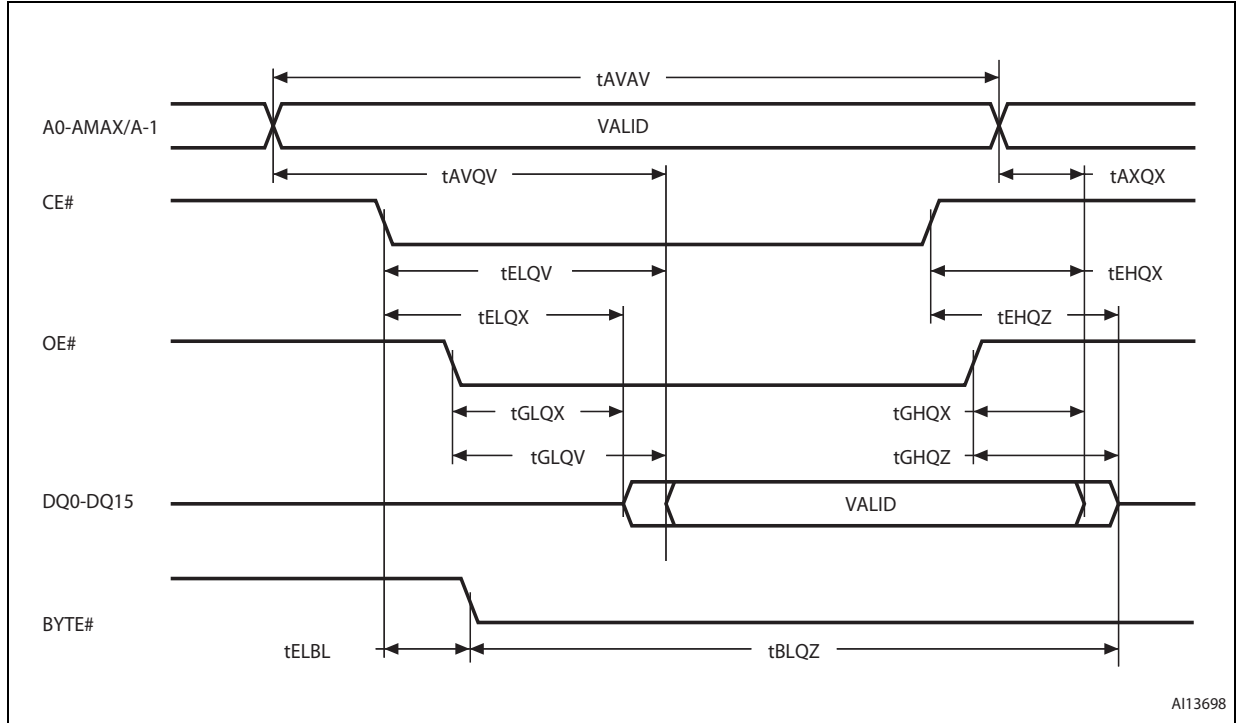 tAVAV
A0-AMAX/A-1
VALID
tAVQV
tAXQX
CE#
tELQV
tEHQX
tELQX
tEHQZ
OE#
tGLQX
tGHQX
tGLQV
tGHQZ
DQ0-DQ15
VALID
BYTE#
tELBL
tBLQZ
AI13698